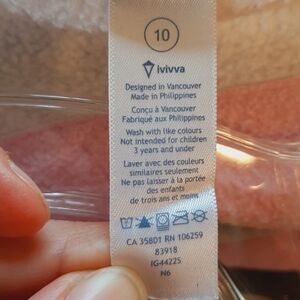 10
ivivva
Designed in Vancouver
Made in Philippines
Conçu à Vancouver
Fabriqué aux Philippines
Wash with like colours
Not intended for children
3 years and under
Laver avec des couleurs
similaires seulement
Ne pas laisser à la portée
des enfants
de trois ans et moins
CA 35801 RN 106259
83918
IG44225
N6